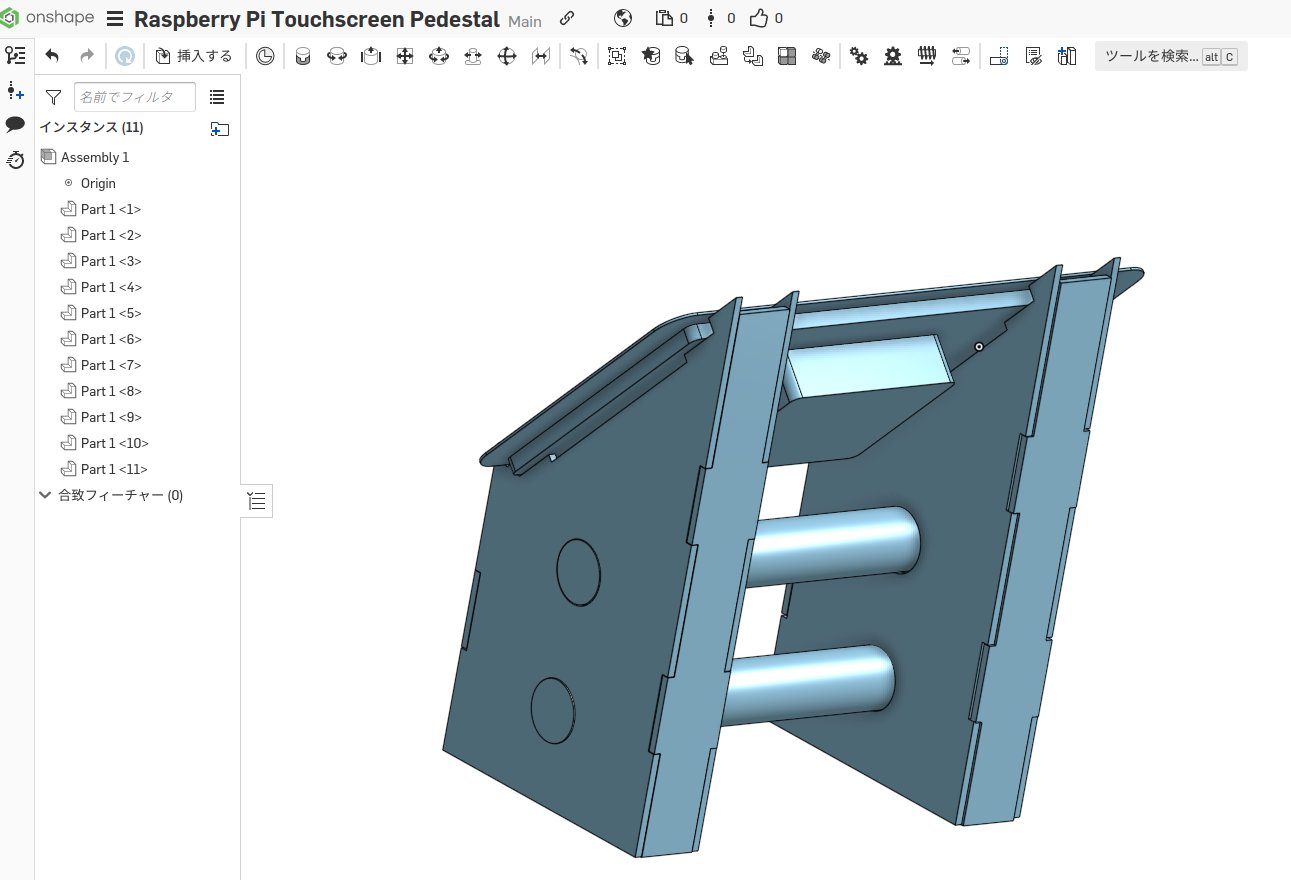 onshape Raspberry Pi Touchscreen Pedestal Main 0 0 0
挿入する ツールを検索... alt C
名前でフィルタ
インスタンス (11)
Assembly 1
Origin
Part 1 <1>
Part 1 <2>
Part 1 <3>
Part 1 <4>
Part 1 <5>
Part 1 <6>
Part 1 <7>
Part 1 <8>
Part 1 <9>
Part 1 <10>
Part 1 <11>
合致フィーチャー (0)